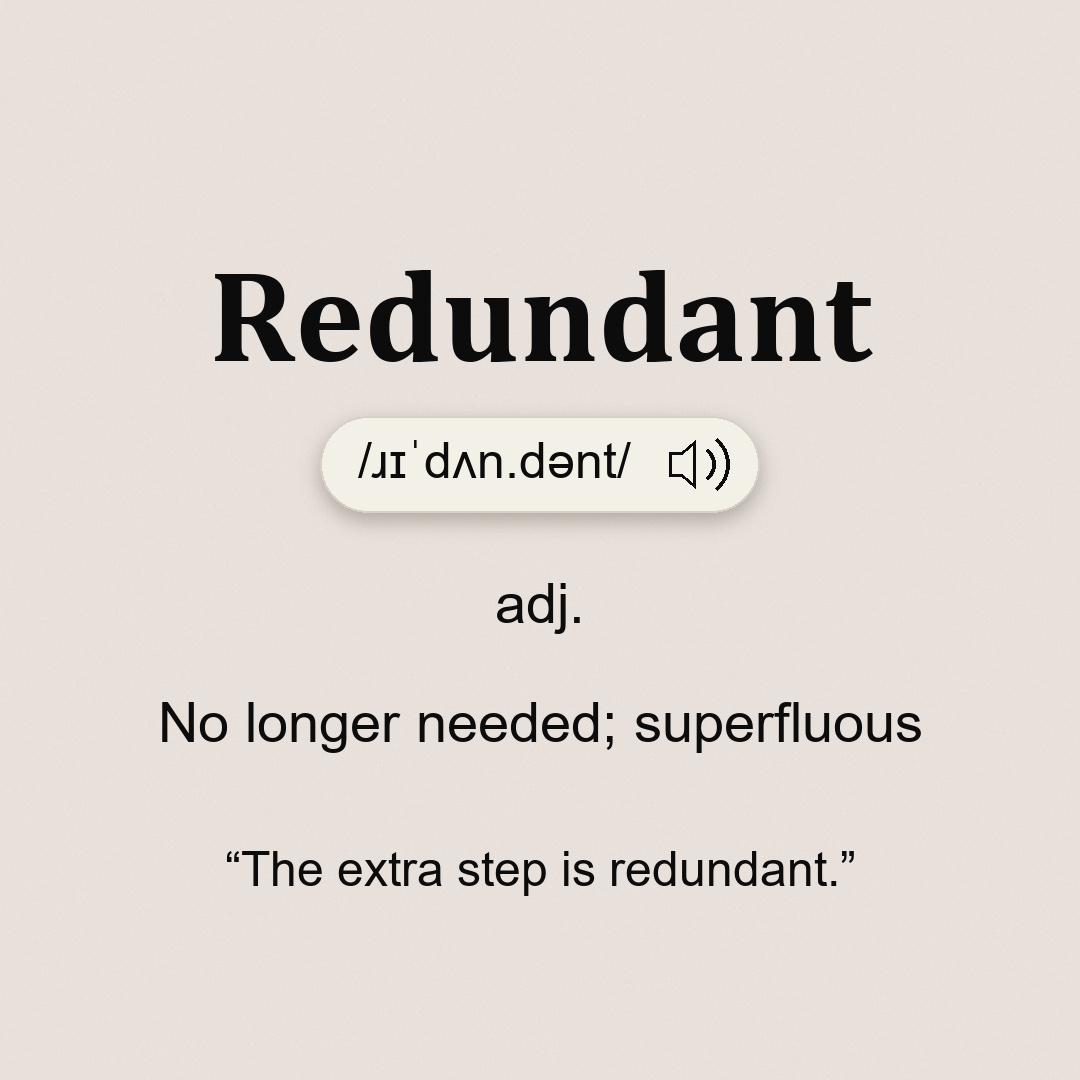 Redundant
/ɹɪˈdʌn.dənt/
adj.
No longer needed; superfluous
“The extra step is redundant.”